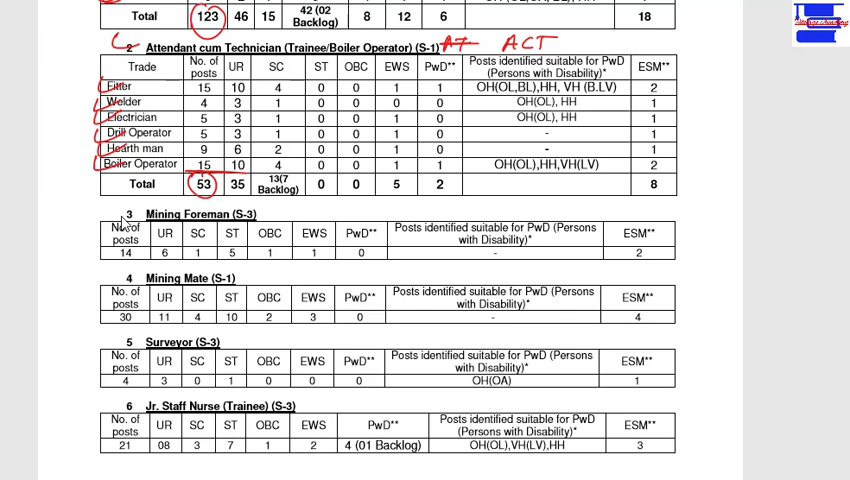 OH(OL,OA, BL), HH
Total 123 46 15 42 (02 Backlog) 8 12 6 18
2 Attendant cum Technician (Trainee/Boiler Operator) (S-1) AT ACT
Trade No. of posts UR SC ST OBC EWS PwD** Posts identified suitable for PwD (Persons with Disability)* ESM**
Fitter 15 10 4 0 0 1 1 OH(OL,BL),HH, VH (B.LV) 2
Welder 4 3 1 0 0 0 0 OH(OL), HH 1
Electrician 5 3 1 0 0 1 0 OH(OL), HH 1
Drill Operator 5 3 1 0 0 1 0 - 1
Hearth man 9 6 2 0 0 1 0 - 1
Boiler Operator 15 10 4 0 0 1 1 OH(OL),HH,VH(LV) 2
Total 53 35 13(7 Backlog) 0 0 5 2 8
3 Mining Foreman (S-3)
No. of posts UR SC ST OBC EWS PwD** Posts identified suitable for PwD (Persons with Disability)* ESM**
14 6 1 5 1 1 0 - 2
4 Mining Mate (S-1)
No. of posts UR SC ST OBC EWS PwD** Posts identified suitable for PwD (Persons with Disability)* ESM**
30 11 4 10 2 3 0 - 4
5 Surveyor (S-3)
No. of posts UR SC ST OBC EWS PwD** Posts identified suitable for PwD (Persons with Disability)* ESM**
4 3 0 1 0 0 0 OH(OA) 1
6 Jr. Staff Nurse (Trainee) (S-3)
No. of posts UR SC ST OBC EWS PwD** Posts identified suitable for PwD (Persons with Disability)* ESM**
21 08 3 7 1 2 4 (01 Backlog) OH(OL),VH(LV),HH 3